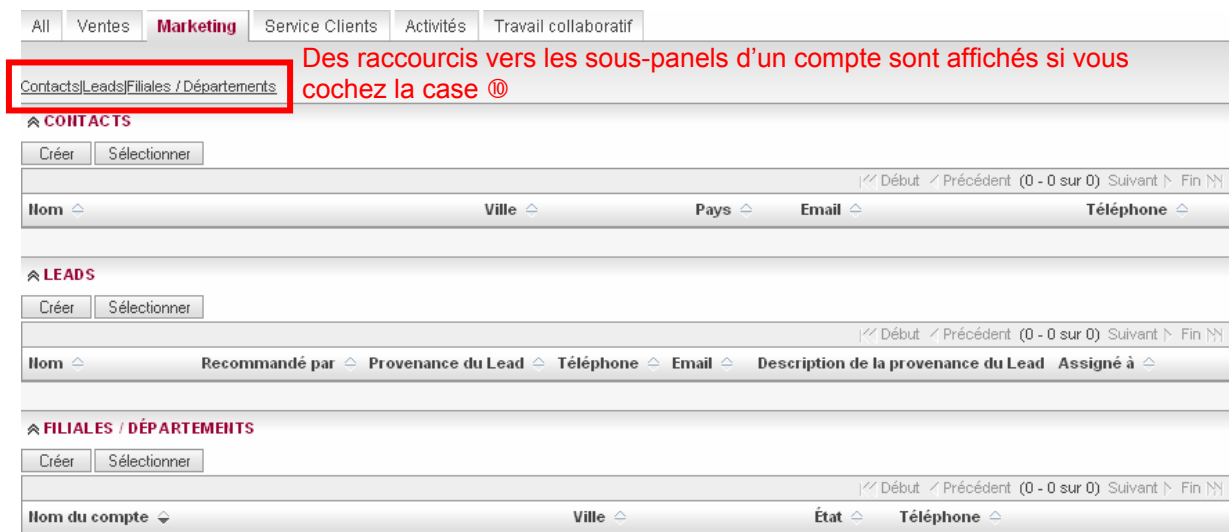 All Ventes Marketing Service Clients Activités Travail collaboratif
Des raccourcis vers les sous-panels d'un compte sont affichés si vous
cochez la case ⑩
Contacts|Leads|Filiales / Départements
CONTACTS
Créer Sélectionner
Début Précédent (0 - 0 sur 0) Suivant Fin
Nom Ville Pays Email Téléphone
LEADS
Créer Sélectionner
Début Précédent (0 - 0 sur 0) Suivant Fin
Nom Recommandé par Provenance du Lead Téléphone Email Description de la provenance du Lead Assigné à
FILIALES / DÉPARTEMENTS
Créer Sélectionner
Début Précédent (0 - 0 sur 0) Suivant Fin
Nom du compte Ville État Téléphone